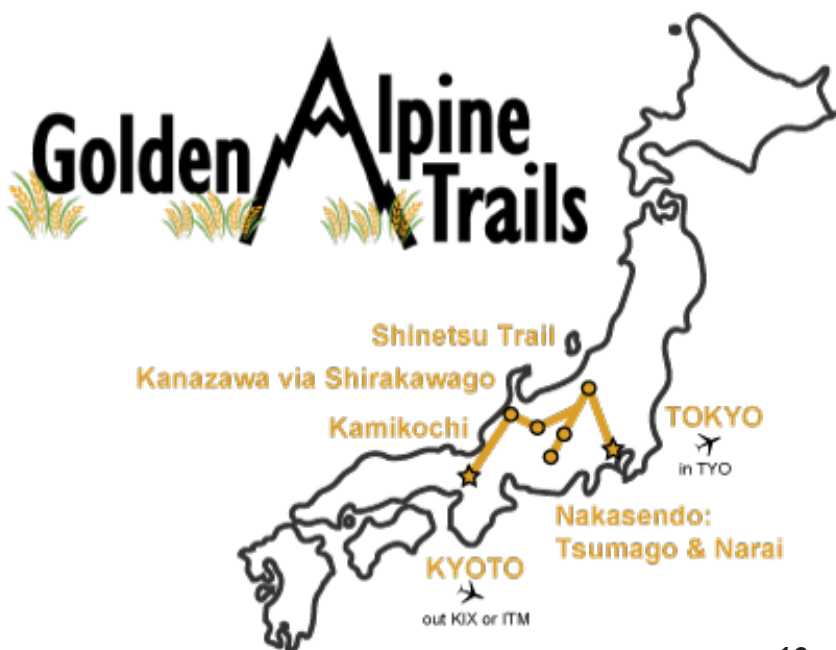 Golden Alpine
Trails
Shinetsu Trail
Kanazawa via Shirakawago
Kamikochi
TOKYO
in TYO
Nakasendo:
Tsumago & Narai
KYOTO
out KIX or ITM